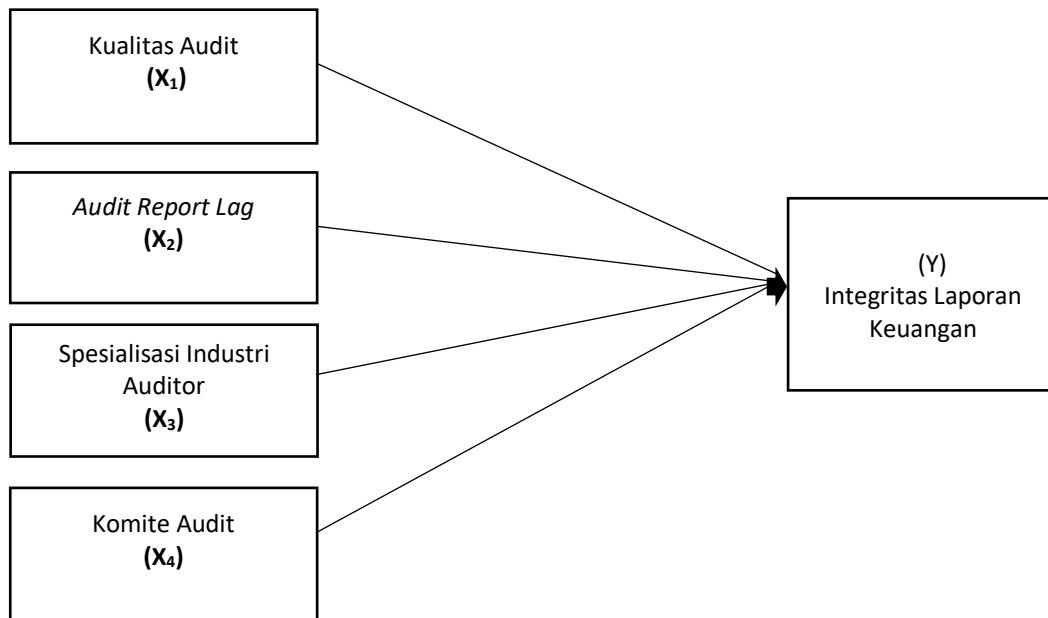 Kualitas Audit
(X₁)
Audit Report Lag
(X₂)
Spesialisasi Industri
Auditor
(X₃)
Komite Audit
(X₄)
(Y)
Integritas Laporan
Keuangan